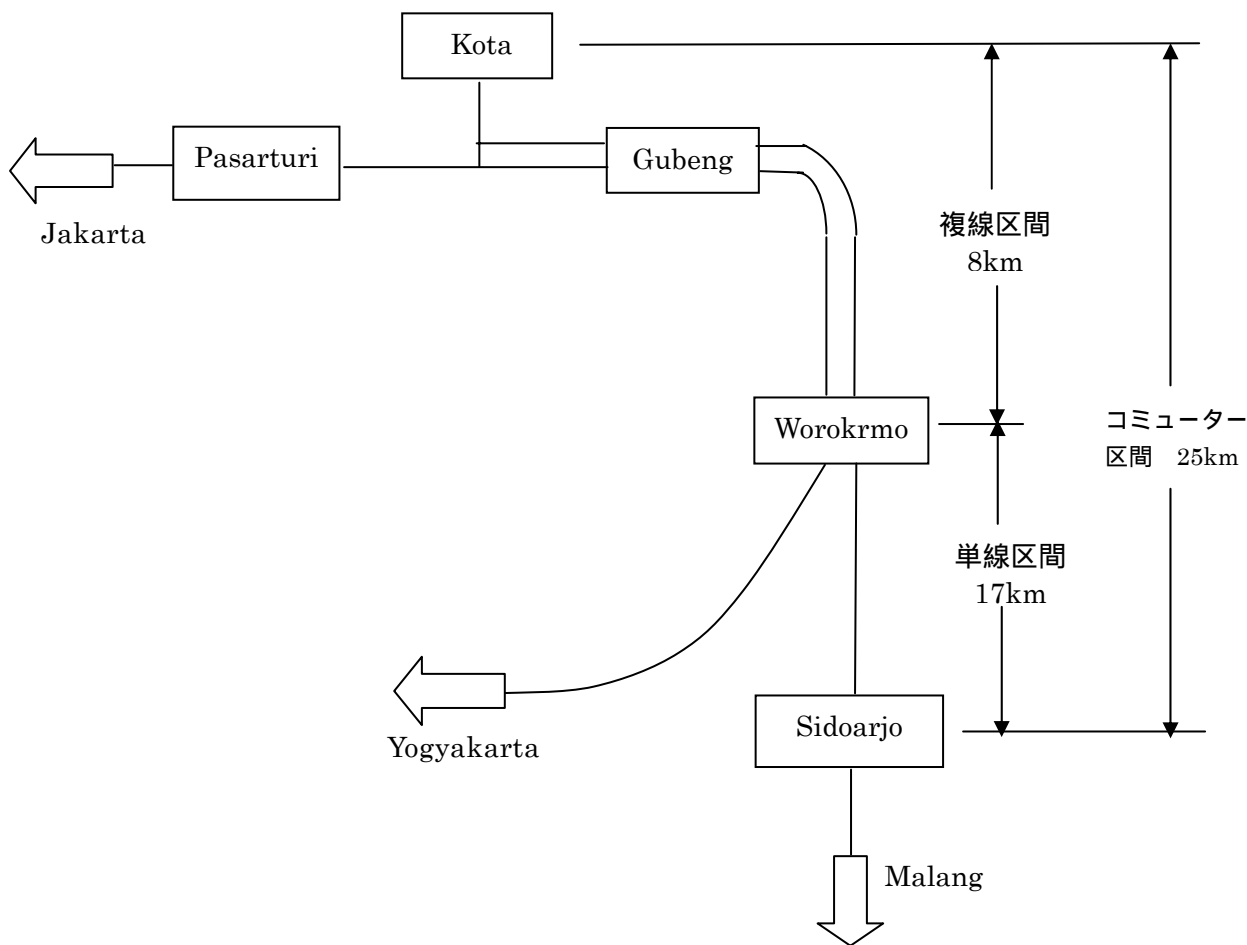 Kota
Pasarturi
Gubeng
Jakarta
複線区間
8km
Worokrmo
コミューター
区間　25km
単線区間
17km
Sidoarjo
Yogyakarta
Malang